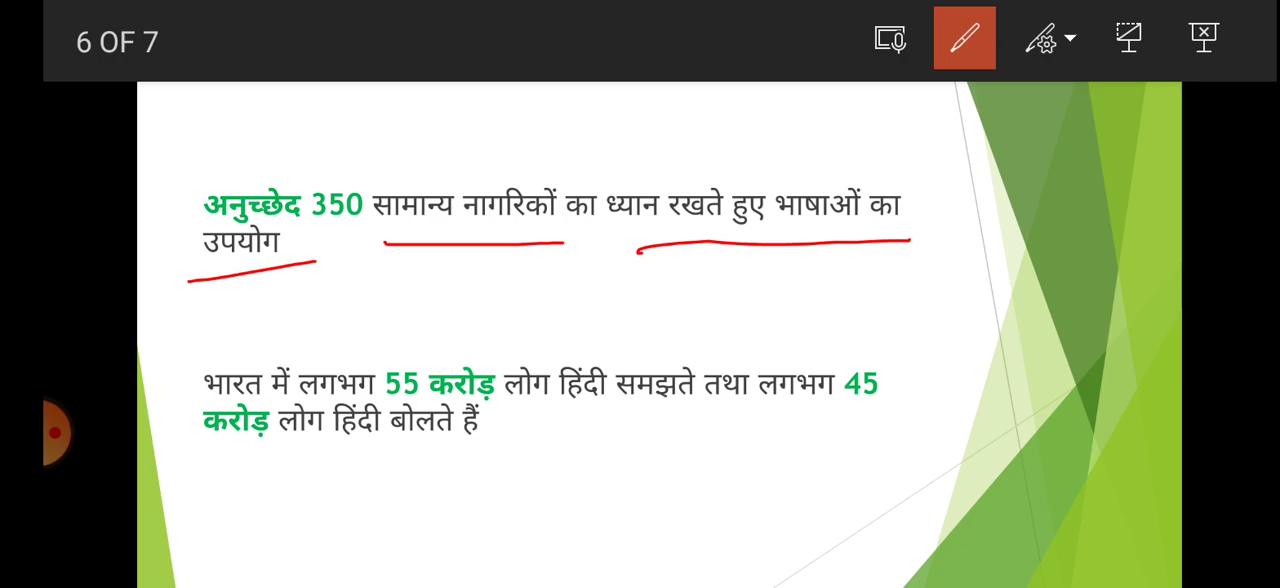 6 OF 7
अनुच्छेद 350 सामान्य नागरिकों का ध्यान रखते हुए भाषाओं का
उपयोग
भारत में लगभग 55 करोड़ लोग हिंदी समझते तथा लगभग 45
करोड़ लोग हिंदी बोलते हैं